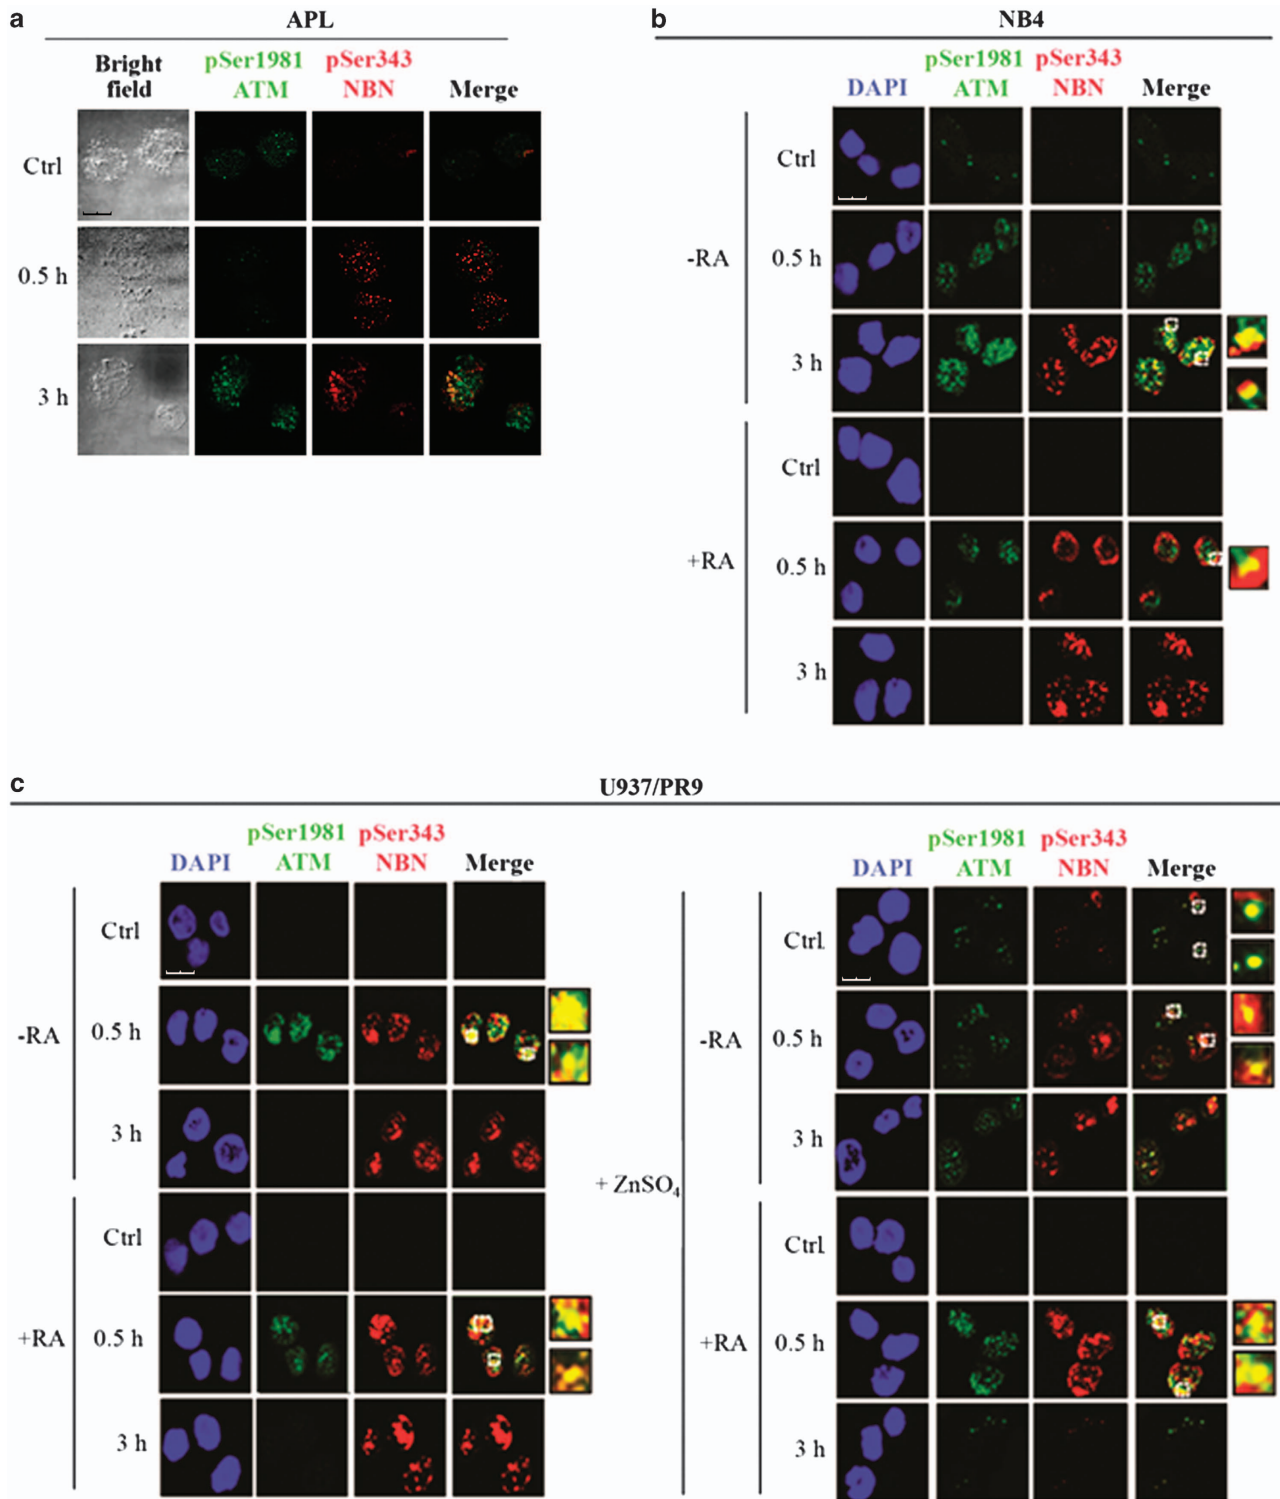 a
APL
Bright field
pSer1981 ATM
pSer343 NBN
Merge
Ctrl
0.5 h
3 h
b
NB4
DAPI
pSer1981 ATM
pSer343 NBN
Merge
-RA
Ctrl
0.5 h
3 h
+RA
Ctrl
0.5 h
3 h
c
U937/PR9
DAPI
pSer1981 ATM
pSer343 NBN
Merge
-RA
Ctrl
0.5 h
3 h
+RA
Ctrl
0.5 h
3 h
+ ZnSO₄
DAPI
pSer1981 ATM
pSer343 NBN
Merge
-RA
Ctrl
0.5 h
3 h
+RA
Ctrl
0.5 h
3 h